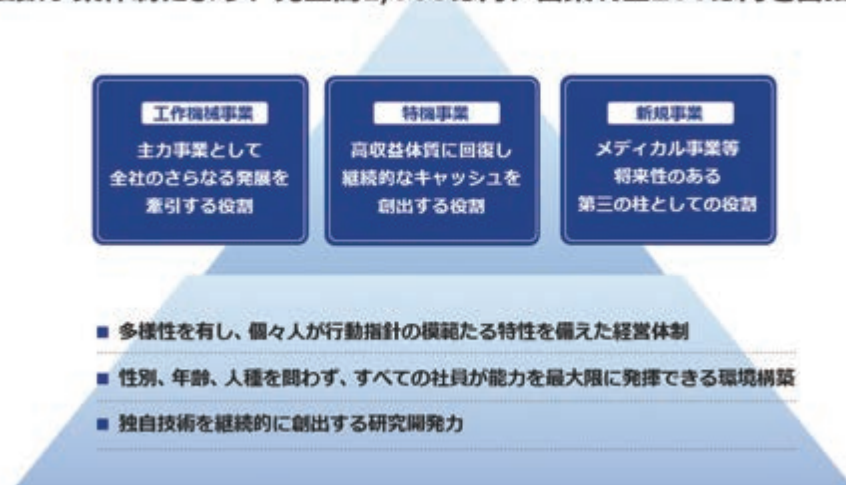 工作機械事業
主力事業として
全社のさらなる発展を
牽引する役割
特機事業
高収益体質に回復し
継続的なキャッシュを
創出する役割
新規事業
メディカル事業等
将来性のある
第三の柱としての役割
■ 多様性を有し、個々人が行動指針の模範たる特性を備えた経営体制
■ 性別、年齢、人種を問わず、すべての社員が能力を最大限に発揮できる環境構築
■ 独自技術を継続的に創出する研究開発力